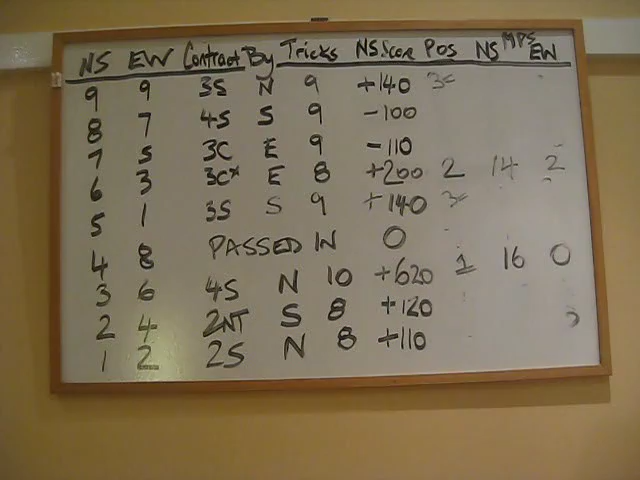 NS EW Contract By Tricks NS Score Pos NS MPS EW
9 9 3S N 9 +140 3=
8 7 4S S 9 -100
7 5 3C E 9 -110
6 3 3C* E 8 +200 2 14 2
5 1 3S S 9 +140 3=
4 8 PASSED IN 0
3 6 4S N 10 +620 1 16 0
2 4 2NT S 8 +120
1 2 2S N 8 +110